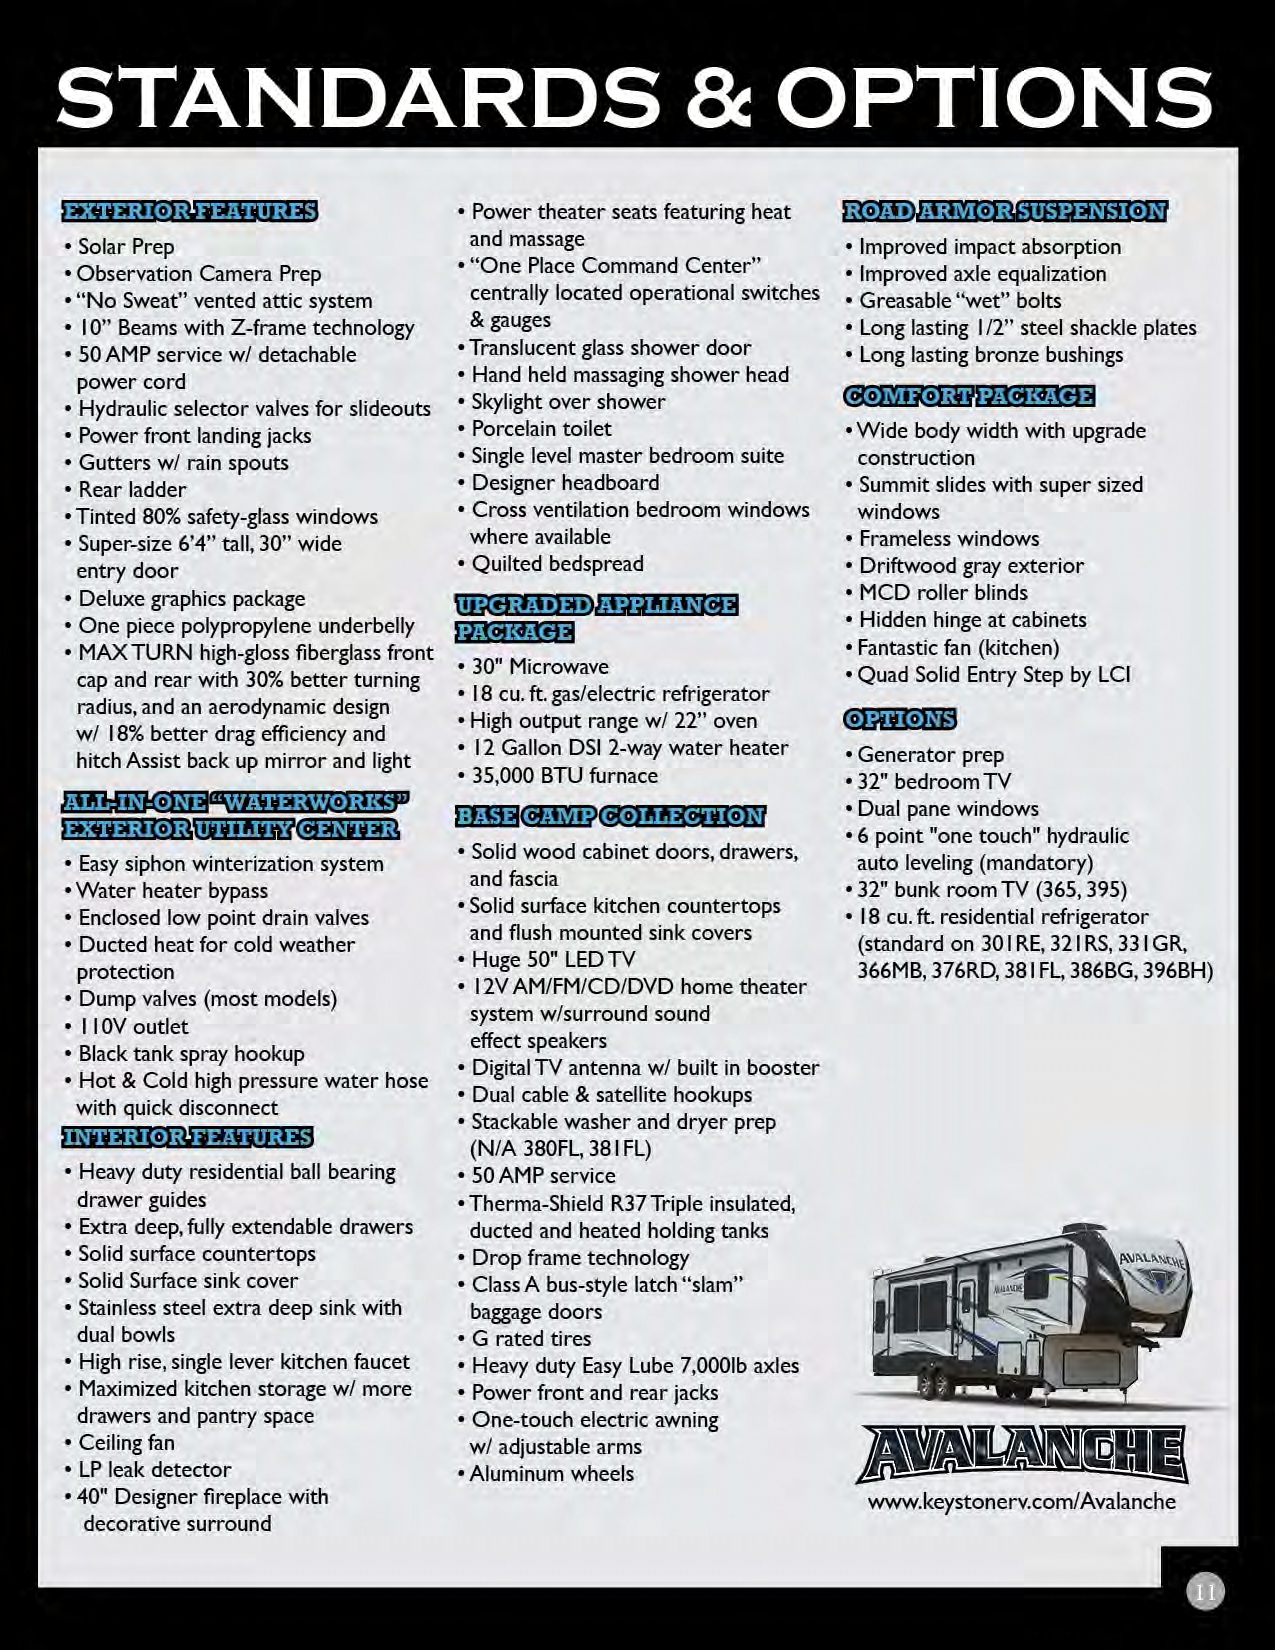 STANDARDS & OPTIONS
EXTERIOR FEATURES
• Solar Prep
• Observation Camera Prep
• “No Sweat” vented attic system
• 10” Beams with Z-frame technology
• 50 AMP service w/ detachable
power cord
• Hydraulic selector valves for slideouts
• Power front landing jacks
• Gutters w/ rain spouts
• Rear ladder
• Tinted 80% safety-glass windows
• Super-size 6’4” tall, 30” wide
entry door
• Deluxe graphics package
• One piece polypropylene underbelly
• MAX TURN high-gloss fiberglass front
cap and rear with 30% better turning
radius, and an aerodynamic design
w/ 18% better drag efficiency and
hitch Assist back up mirror and light
ALL-IN-ONE “WATERWORKS”
EXTERIOR UTILITY CENTER
• Easy siphon winterization system
• Water heater bypass
• Enclosed low point drain valves
• Ducted heat for cold weather
protection
• Dump valves (most models)
• 110V outlet
• Black tank spray hookup
• Hot & Cold high pressure water hose
with quick disconnect
INTERIOR FEATURES
• Heavy duty residential ball bearing
drawer guides
• Extra deep, fully extendable drawers
• Solid surface countertops
• Solid Surface sink cover
• Stainless steel extra deep sink with
dual bowls
• High rise, single lever kitchen faucet
• Maximized kitchen storage w/ more
drawers and pantry space
• Ceiling fan
• LP leak detector
• 40" Designer fireplace with
decorative surround
• Power theater seats featuring heat
and massage
• “One Place Command Center”
centrally located operational switches
& gauges
• Translucent glass shower door
• Hand held massaging shower head
• Skylight over shower
• Porcelain toilet
• Single level master bedroom suite
• Designer headboard
• Cross ventilation bedroom windows
where available
• Quilted bedspread
UPGRADED APPLIANCE
PACKAGE
• 30" Microwave
• 18 cu. ft. gas/electric refrigerator
• High output range w/ 22” oven
• 12 Gallon DSI 2-way water heater
• 35,000 BTU furnace
BASE CAMP COLLECTION
• Solid wood cabinet doors, drawers,
and fascia
• Solid surface kitchen countertops
and flush mounted sink covers
• Huge 50" LED TV
• 12V AM/FM/CD/DVD home theater
system w/surround sound
effect speakers
• Digital TV antenna w/ built in booster
• Dual cable & satellite hookups
• Stackable washer and dryer prep
(N/A 380FL, 381FL)
• 50 AMP service
• Therma-Shield R37 Triple insulated,
ducted and heated holding tanks
• Drop frame technology
• Class A bus-style latch “slam”
baggage doors
• G rated tires
• Heavy duty Easy Lube 7,000lb axles
• Power front and rear jacks
• One-touch electric awning
w/ adjustable arms
• Aluminum wheels
ROAD ARMOR SUSPENSION
• Improved impact absorption
• Improved axle equalization
• Greasable “wet” bolts
• Long lasting 1/2” steel shackle plates
• Long lasting bronze bushings
COMFORT PACKAGE
• Wide body width with upgrade
construction
• Summit slides with super sized
windows
• Frameless windows
• Driftwood gray exterior
• MCD roller blinds
• Hidden hinge at cabinets
• Fantastic fan (kitchen)
• Quad Solid Entry Step by LCI
OPTIONS
• Generator prep
• 32" bedroom TV
• Dual pane windows
• 6 point "one touch" hydraulic
auto leveling (mandatory)
• 32" bunk room TV (365, 395)
• 18 cu. ft. residential refrigerator
(standard on 301RE, 321RS, 331GR,
366MB, 376RD, 381FL, 386BG, 396BH)
AVALANCHE
AVALANCHE
AVALANCHE
www.keystonerv.com/Avalanche
11